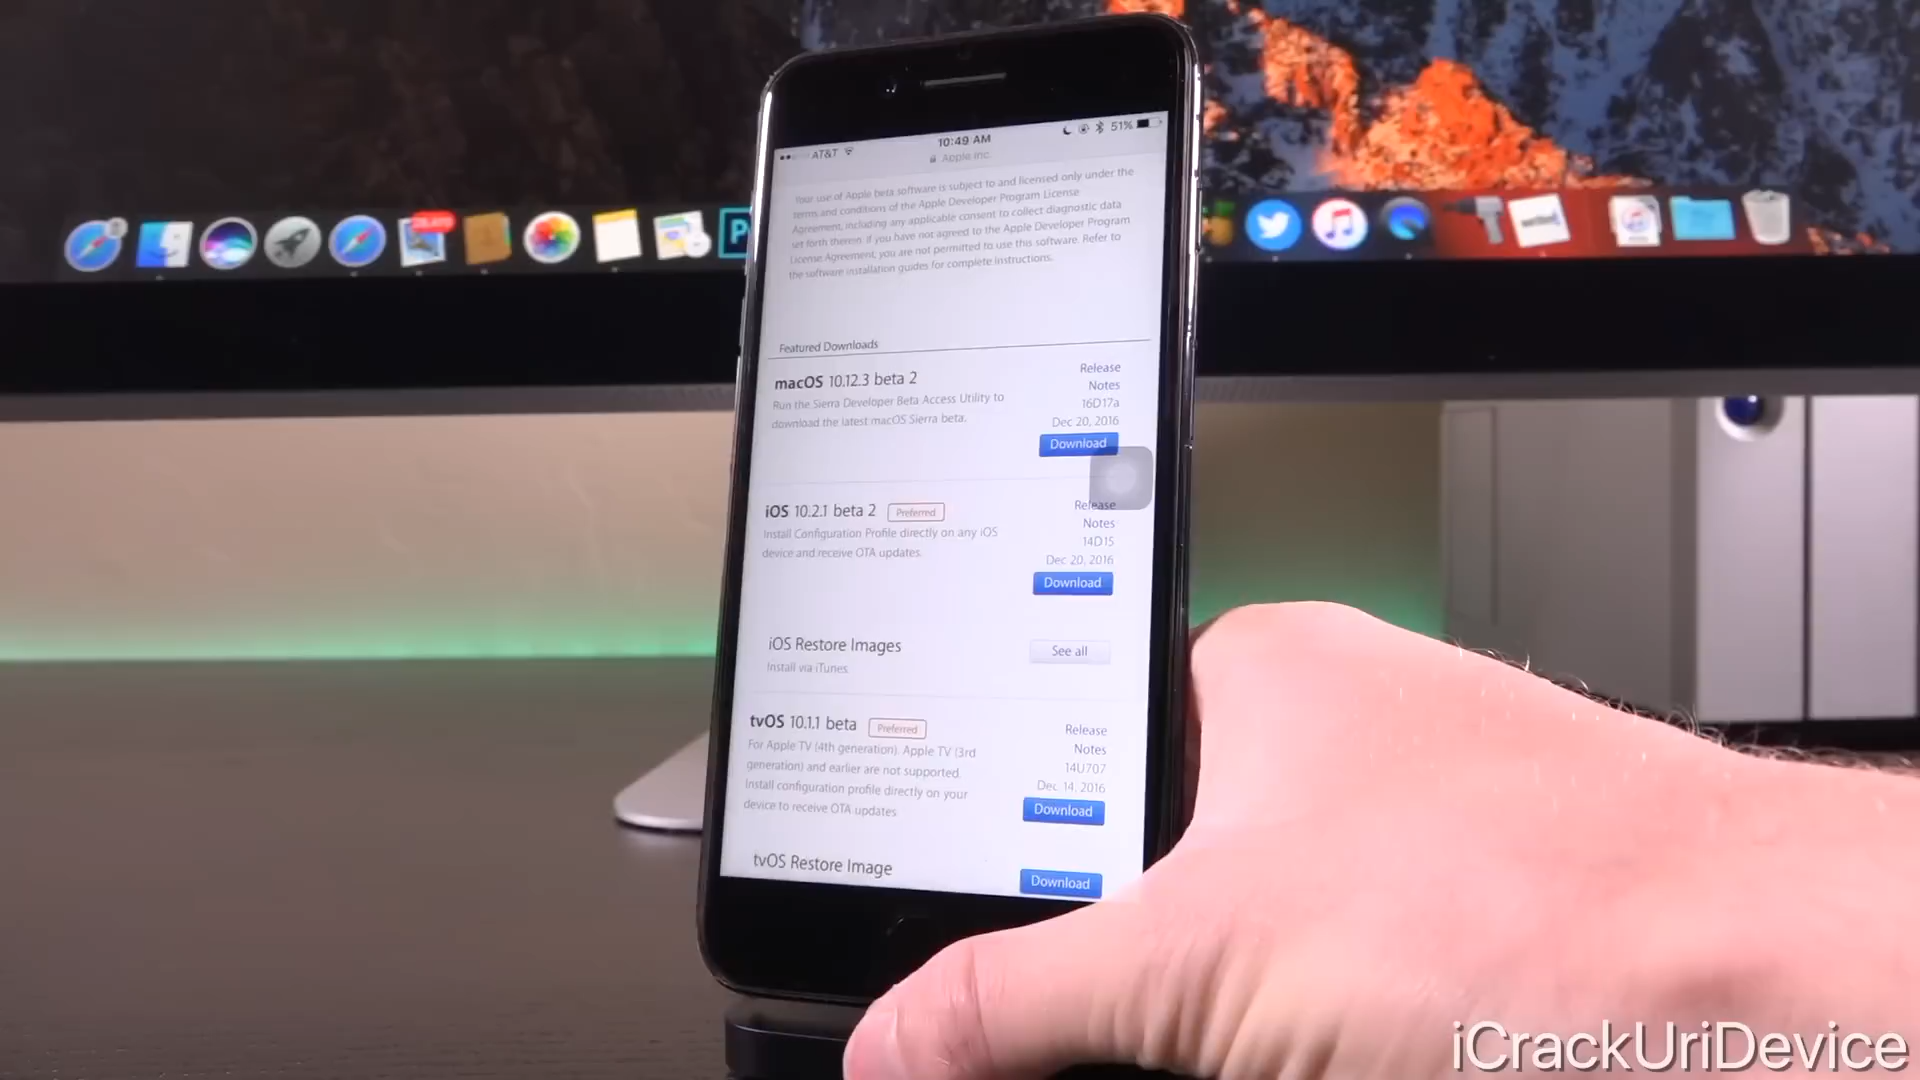 AT&T 10:49 AM 51%
Apple Inc.
Your use of Apple beta software is subject to and licensed only under the
terms and conditions of the Apple Developer Program License
Agreement, including any applicable consent to collect diagnostic data
set forth therein. If you have not agreed to the Apple Developer Program
License Agreement, you are not permitted to use this software. Refer to
the software installation guides for complete instructions.
Featured Downloads
macOS 10.12.3 beta 2
Run the Sierra Developer Beta Access Utility to
download the latest macOS Sierra beta.
Release
Notes
16D17a
Dec 20, 2016
Download
iOS 10.2.1 beta 2 Preferred
Install Configuration Profile directly on any iOS
device and receive OTA updates.
Release
Notes
14D15
Dec 20, 2016
Download
iOS Restore Images
Install via iTunes.
See all
tvOS 10.1.1 beta Preferred
For Apple TV (4th generation). Apple TV (3rd
generation) and earlier are not supported.
Install configuration profile directly on your
device to receive OTA updates.
Release
Notes
14U707
Dec 14, 2016
Download
tvOS Restore Image
Download
iCrackUriDevice